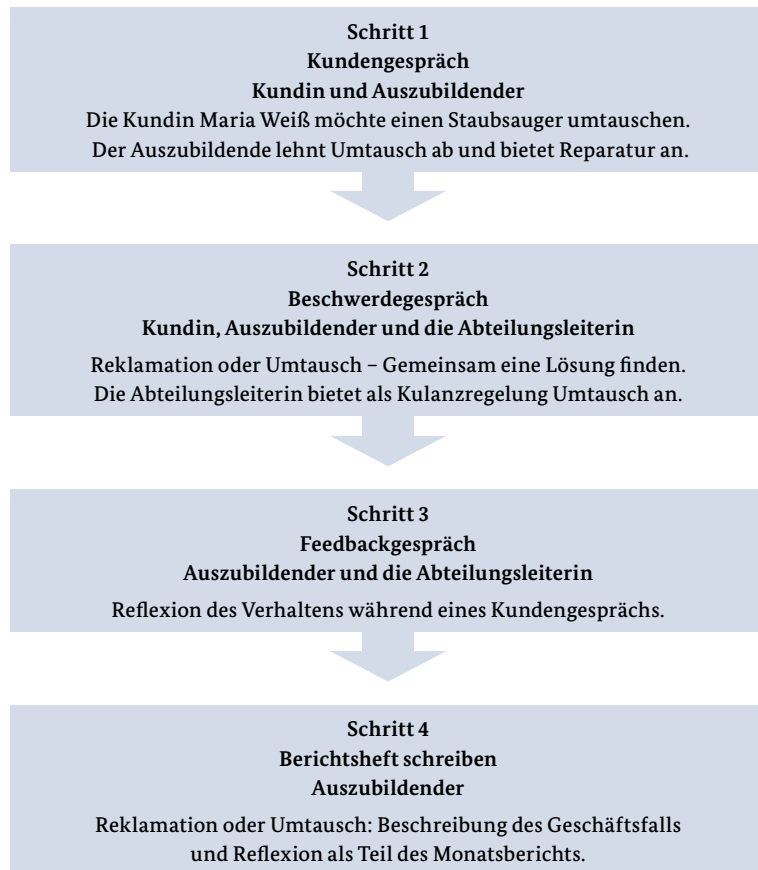 Schritt 1
Kundengespräch
Kundin und Auszubildender
Die Kundin Maria Weiß möchte einen Staubsauger umtauschen.
Der Auszubildende lehnt Umtausch ab und bietet Reparatur an.
Schritt 2
Beschwerdegespräch
Kundin, Auszubildender und die Abteilungsleiterin
Reklamation oder Umtausch – Gemeinsam eine Lösung finden.
Die Abteilungsleiterin bietet als Kulanzregelung Umtausch an.
Schritt 3
Feedbackgespräch
Auszubildender und die Abteilungsleiterin
Reflexion des Verhaltens während eines Kundengesprächs.
Schritt 4
Berichtsheft schreiben
Auszubildender
Reklamation oder Umtausch: Beschreibung des Geschäftsfalls
und Reflexion als Teil des Monatsberichts.